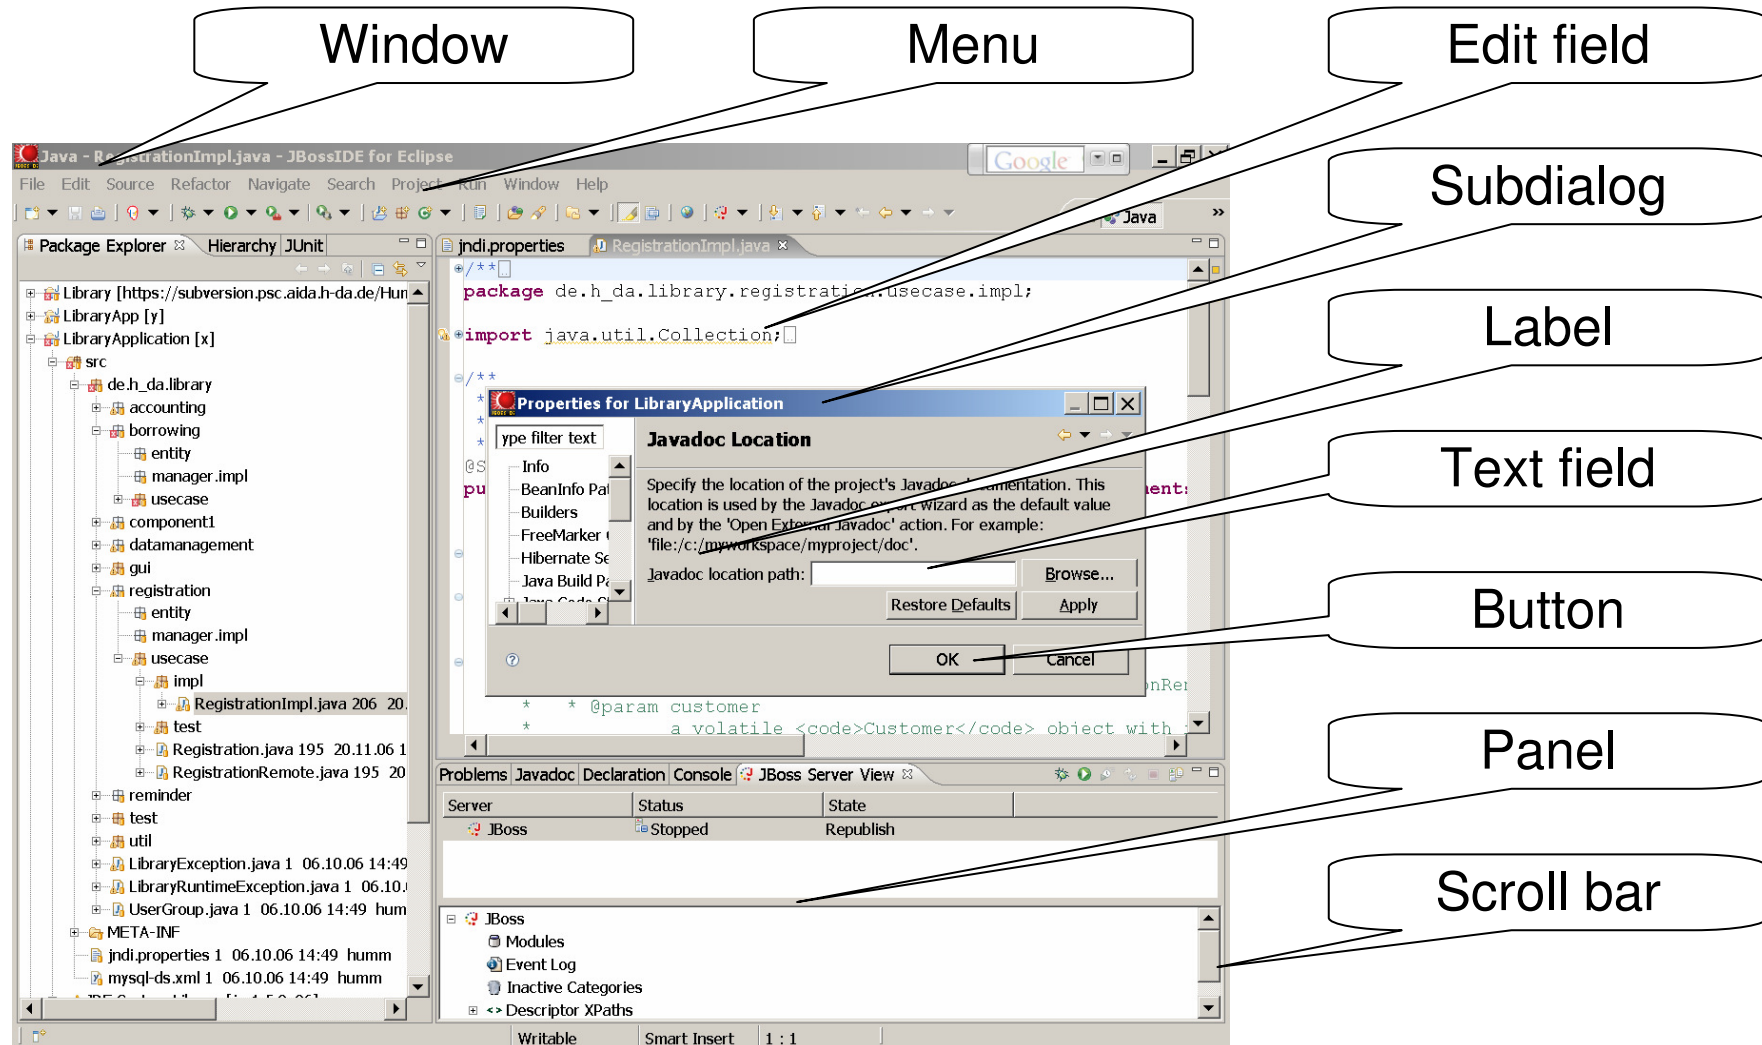 Window
Menu
Edit field
Subdialog
Label
Text field
Button
Panel
Scroll bar
Java - RegistrationImpl.java - JBossIDE for Eclipse
Google
File Edit Source Refactor Navigate Search Project Run Window Help
Java
Package Explorer Hierarchy JUnit
Library [https://subversion.psc.aida.h-da.de/Hum
LibraryApp [y]
LibraryApplication [x]
src
de.h_da.library
accounting
borrowing
entity
manager.impl
usecase
component1
datamanagement
gui
registration
entity
manager.impl
usecase
impl
RegistrationImpl.java 206 20.
test
Registration.java 195 20.11.06 1
RegistrationRemote.java 195 20
reminder
test
util
LibraryException.java 1 06.10.06 14:49
LibraryRuntimeException.java 1 06.10.
UserGroup.java 1 06.10.06 14:49 hum
META-INF
jndi.properties 1 06.10.06 14:49 humm
mysql-ds.xml 1 06.10.06 14:49 humm
jndi.properties RegistrationImpl.java
/**
package de.h_da.library.registration.usecase.impl;
import java.util.Collection;
/**
*
*
*
@S
pu ment:
Properties for LibraryApplication
ype filter text
Info
BeanInfo Pa
Builders
FreeMarker
Hibernate Se
Java Build Pa
Javadoc Location
Specify the location of the project's Javadoc documentation. This
location is used by the Javadoc export wizard as the default value
and by the 'Open External Javadoc' action. For example:
'file:/c:/myworkspace/myproject/doc'.
Javadoc location path: Browse...
Restore Defaults Apply
OK Cancel
onRe
* * @param customer
* a volatile <code>Customer</code> object with
Problems Javadoc Declaration Console JBoss Server View
Server Status State
JBoss Stopped Republish
JBoss
Modules
Event Log
Inactive Categories
<> Descriptor XPaths
Writable Smart Insert 1 : 1